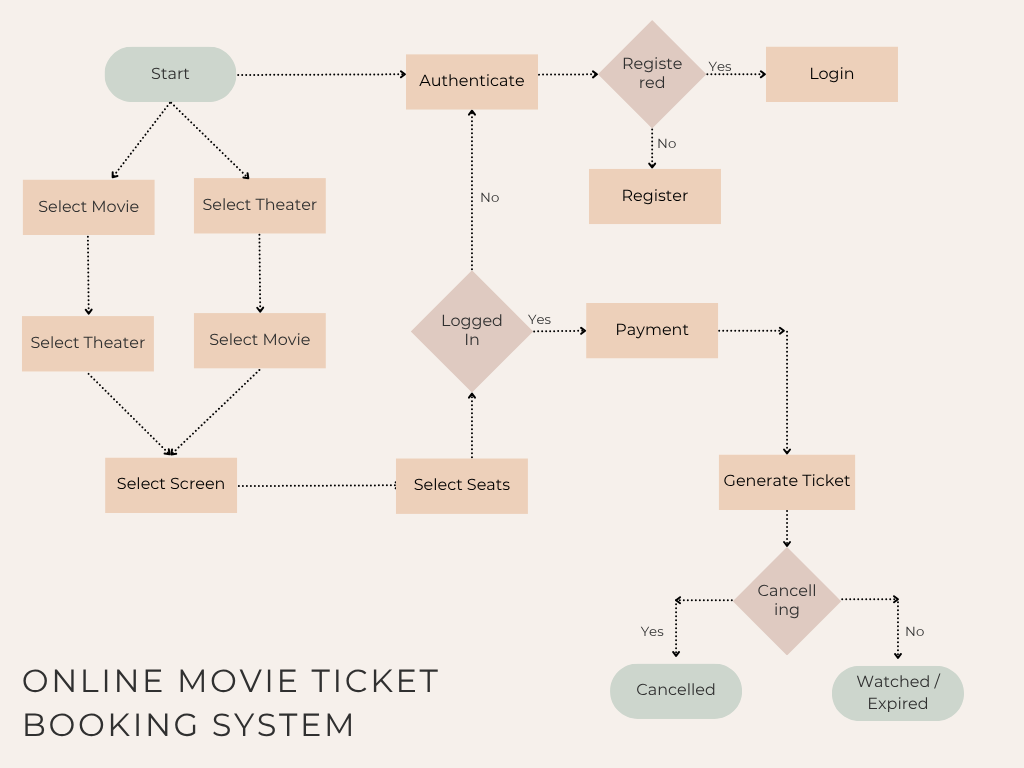 Start
Authenticate
Registe
red
Yes
Login
No
Register
Select Movie
Select Theater
No
Select Theater
Select Movie
Logged
In
Yes
Payment
Select Screen
Select Seats
Generate Ticket
Cancell
ing
Yes
No
Cancelled
Watched /
Expired
ONLINE MOVIE TICKET
BOOKING SYSTEM